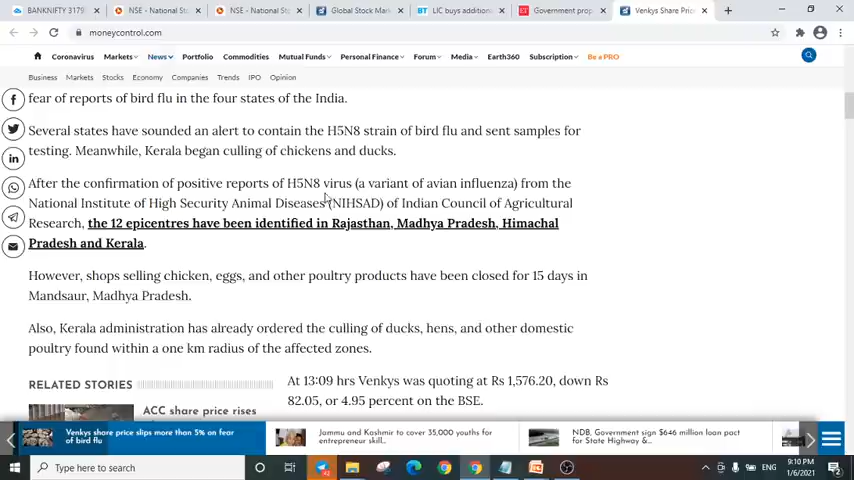 BANKNIFTY 3179
NSE - National Sto
NSE - National Sto
Global Stock Mar
LIC buys addition
Government prop
Venkys Share Pric
moneycontrol.com
Coronavirus Markets News Portfolio Commodities Mutual Funds Personal Finance Forum Media Earth360 Subscription Be a PRO
Business Markets Stocks Economy Companies Trends IPO Opinion
fear of reports of bird flu in the four states of the India.
Several states have sounded an alert to contain the H5N8 strain of bird flu and sent samples for
testing. Meanwhile, Kerala began culling of chickens and ducks.
After the confirmation of positive reports of H5N8 virus (a variant of avian influenza) from the
National Institute of High Security Animal Diseases (NIHSAD) of Indian Council of Agricultural
Research, the 12 epicentres have been identified in Rajasthan, Madhya Pradesh, Himachal
Pradesh and Kerala.
However, shops selling chicken, eggs, and other poultry products have been closed for 15 days in
Mandsaur, Madhya Pradesh.
Also, Kerala administration has already ordered the culling of ducks, hens, and other domestic
poultry found within a one km radius of the affected zones.
RELATED STORIES
ACC share price rises
At 13:09 hrs Venkys was quoting at Rs 1,576.20, down Rs
82.05, or 4.95 percent on the BSE.
Venkys share price slips more than 5% on fear
of bird flu
Jammu and Kashmir to cover 35,000 youths for
entrepreneur skill...
NDB, Government sign $646 million loan pact
for State Highway &...
Type here to search
ENG
9:10 PM
1/6/2021